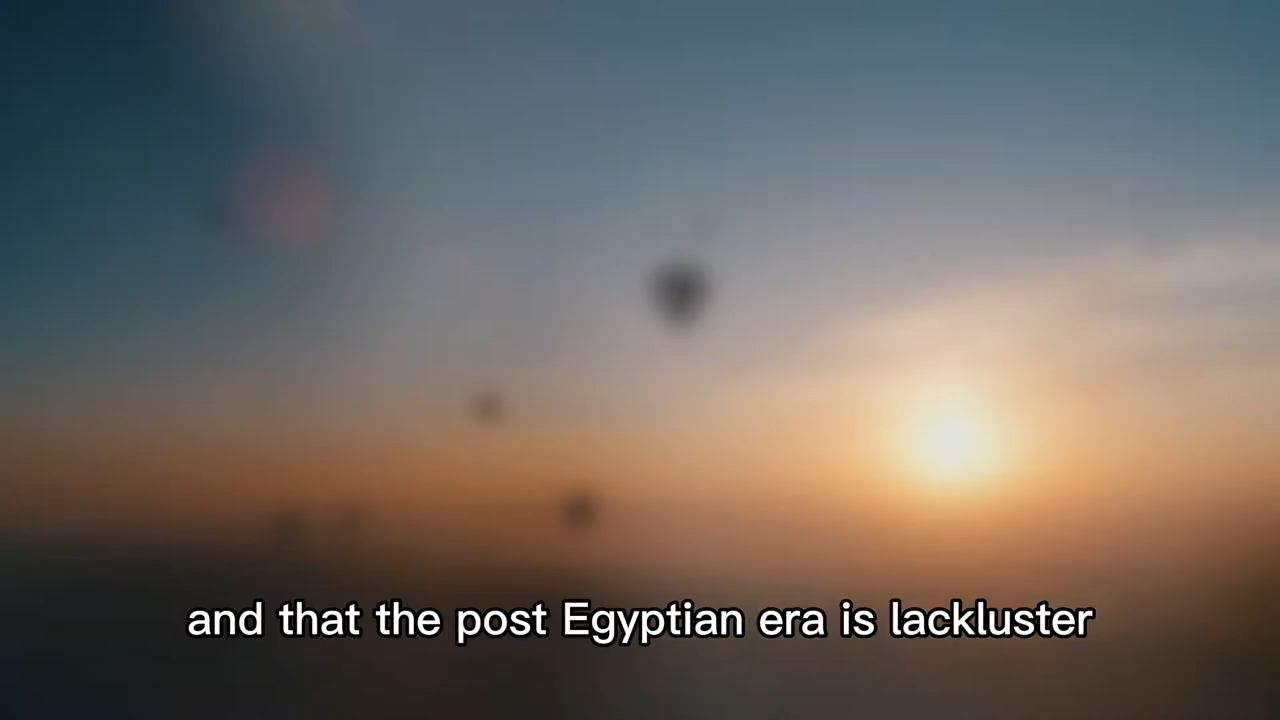 and that the post Egyptian era is lackluster